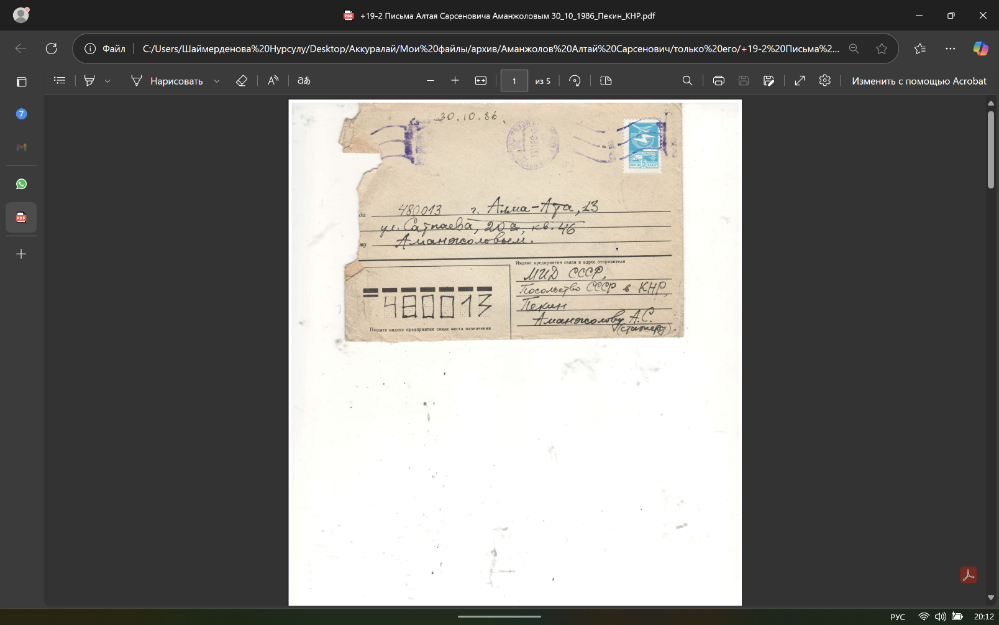 +19-2 Письма Алтая Сарсеновича Аманжоловым 30_10_1986_Пекин_КНР.pdf
Файл
C:/Users/Шаймерденова%20Нурсулу/Desktop/Аккуралай/Мои%20файлы/архив/Аманжолов%20Алтай%20Сарсенович/только%20его/+19-2%20Письма%2...
Нарисовать
1 из 5
Изменить с помощью Acrobat
7
PDF
30.10.86
ПОЧТА 5 СССР
да 480013 г. Алма-Ата, 13
ул. Сатпаева, 20а, кв. 46
му Аманжоловым.
Индекс предприятия связи и адрес отправителя
МИД СССР,
Посольство СССР в КНР,
Пекин
Аманжолову А.С.
(стажеру).
480013
Пишите индекс предприятия связи места назначения
РУС
20:12